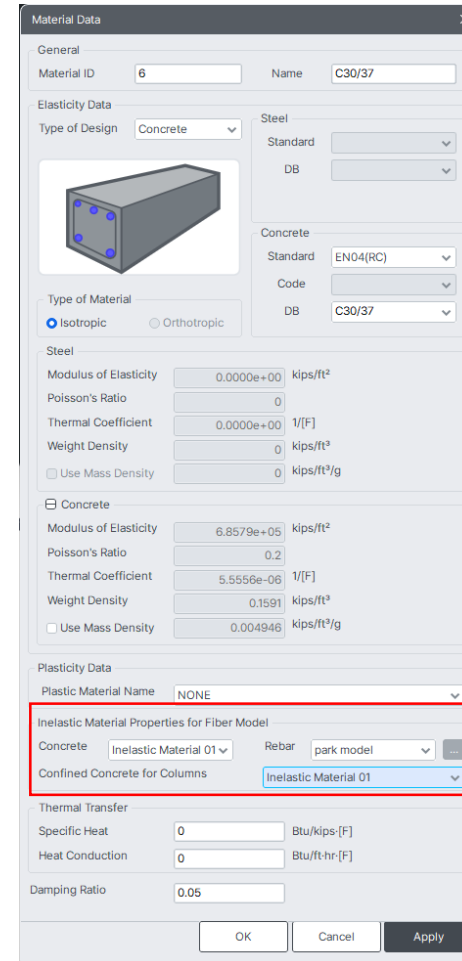 Material Data
General
Material ID 6 Name C30/37
Elasticity Data
Type of Design Concrete
Steel
Standard
DB
Concrete
Standard EN04(RC)
Code
DB C30/37
Type of Material
Isotropic Orthotropic
Steel
Modulus of Elasticity 0.0000e+00 kips/ft²
Poisson's Ratio 0
Thermal Coefficient 0.0000e+00 1/[F]
Weight Density 0 kips/ft³
Use Mass Density 0 kips/ft³/g
Concrete
Modulus of Elasticity 6.8579e+05 kips/ft²
Poisson's Ratio 0.2
Thermal Coefficient 5.5556e-06 1/[F]
Weight Density 0.1591 kips/ft³
Use Mass Density 0.004946 kips/ft³/g
Plasticity Data
Plastic Material Name NONE
Inelastic Material Properties for Fiber Model
Concrete Inelastic Material 01 Rebar park model ...
Confined Concrete for Columns Inelastic Material 01
Thermal Transfer
Specific Heat 0 Btu/kips·[F]
Heat Conduction 0 Btu/ft·hr·[F]
Damping Ratio 0.05
OK Cancel Apply